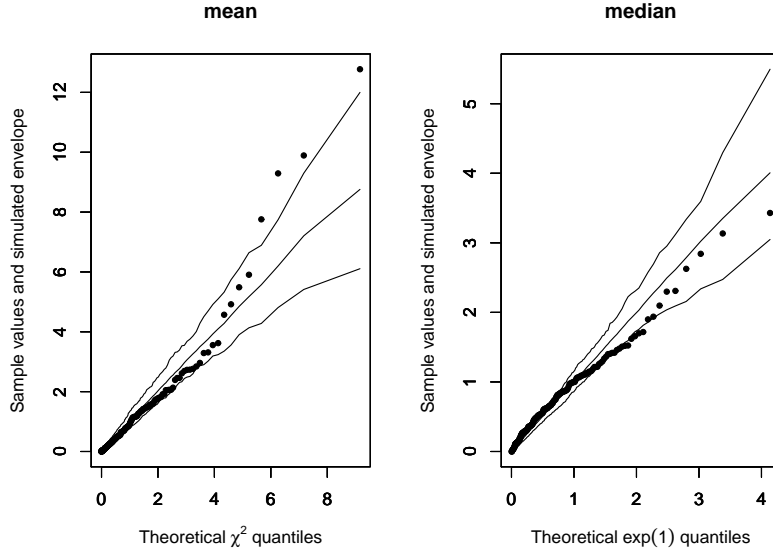 mean
Sample values and simulated envelope
12
10
8
6
4
2
0
0 2 4 6 8
Theoretical χ² quantiles
median
Sample values and simulated envelope
5
4
3
2
1
0
0 1 2 3 4
Theoretical exp(1) quantiles